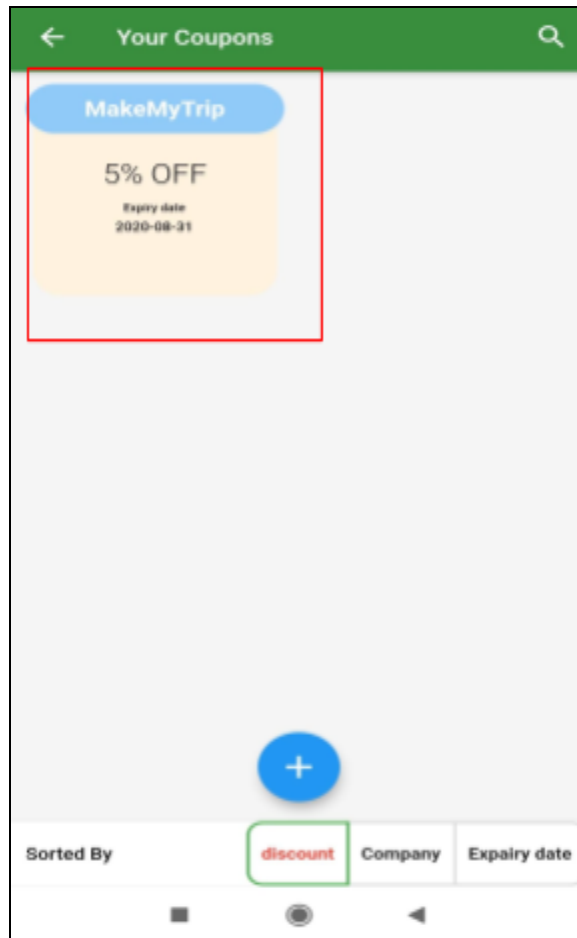 Your Coupons
MakeMyTrip
5% OFF
Expiry date
2020-08-31
Sorted By discount Company Expairy date